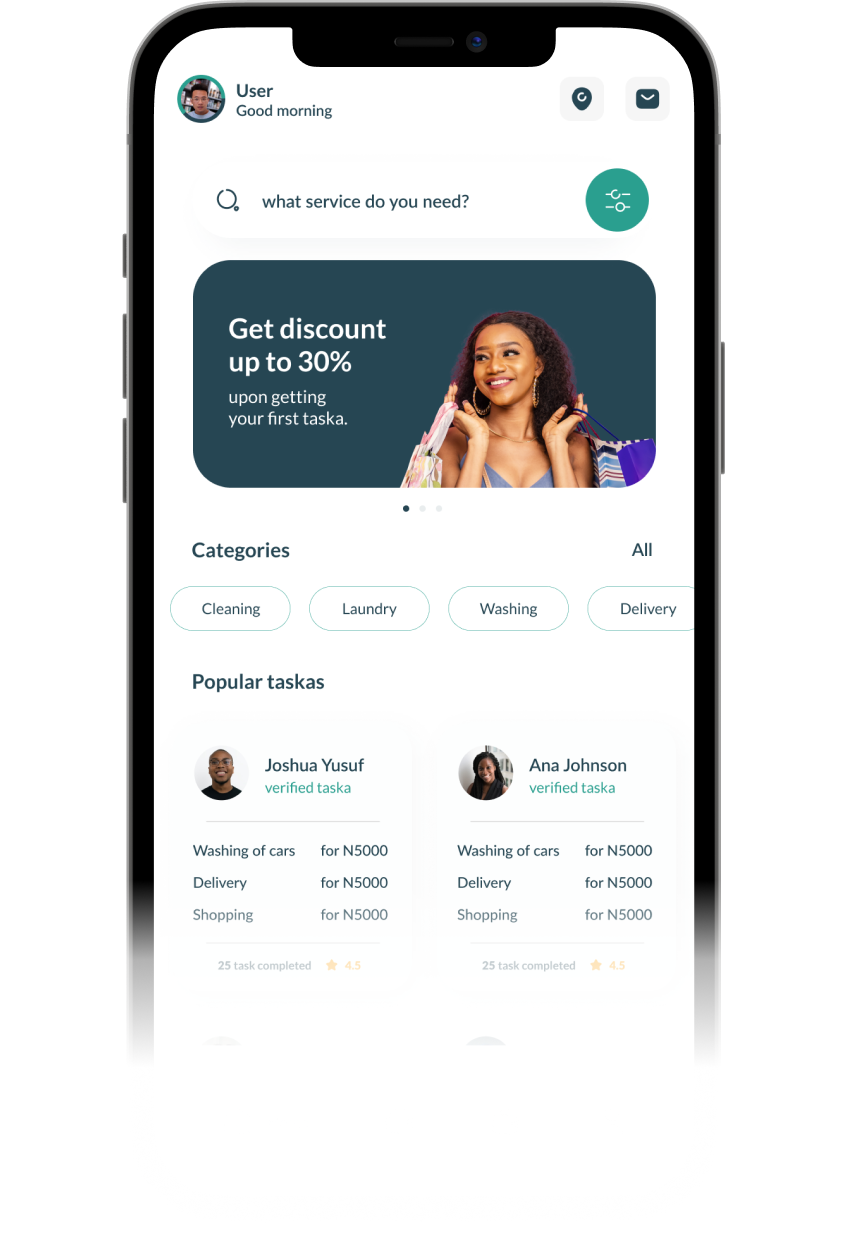 User
Good morning
what service do you need?
Get discount
up to 30%
upon getting
your first taska.
Categories
All
Cleaning
Laundry
Washing
Delivery
Popular taskas
Joshua Yusuf
verified taska
Washing of cars for N5000
Delivery for N5000
Shopping for N5000
25 task completed 4.5
Ana Johnson
verified taska
Washing of cars for N5000
Delivery for N5000
Shopping for N5000
25 task completed 4.5